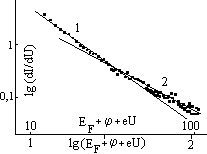 1
1
2
0,1
lg (dI/dU)
E_F+φ+eU
10 100
1 lg(E_F+φ+eU) 2